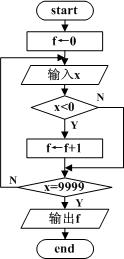 start
f←0
输入x
x<0
N
Y
f←f+1
x=9999
N
Y
输出f
end